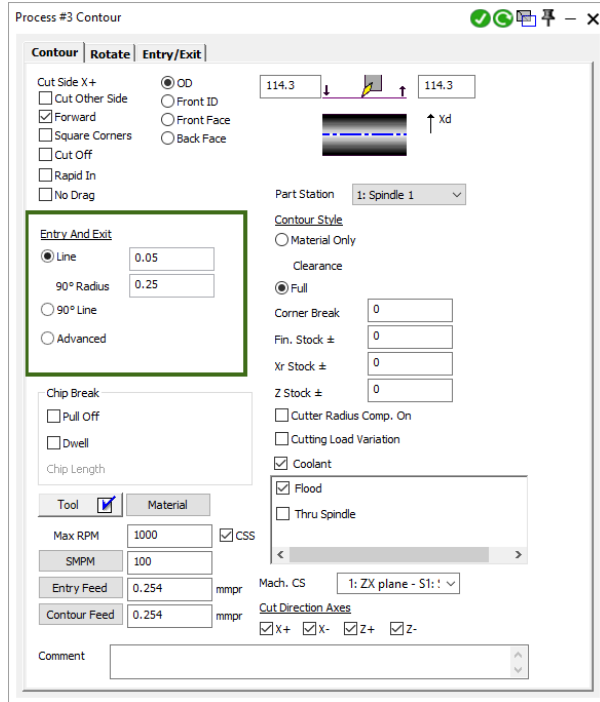 Process #3 Contour
Contour Rotate Entry/Exit
Cut Side X+
Cut Other Side
Forward
Square Corners
Cut Off
Rapid In
No Drag
OD
Front ID
Front Face
Back Face
114.3 114.3
Xd
Part Station 1: Spindle 1
Contour Style
Material Only
Clearance
Full
Corner Break 0
Fin. Stock ± 0
Xr Stock ± 0
Z Stock ± 0
Cutter Radius Comp. On
Cutting Load Variation
Coolant
Flood
Thru Spindle
Entry And Exit
Line 0.05
90° Radius 0.25
90° Line
Advanced
Chip Break
Pull Off
Dwell
Chip Length
Tool Material
Max RPM 1000 CSS
SMPM 100
Entry Feed 0.254 mmpr
Contour Feed 0.254 mmpr
Mach. CS 1: ZX plane - S1:
Cut Direction Axes
X+ X- Z+ Z-
Comment